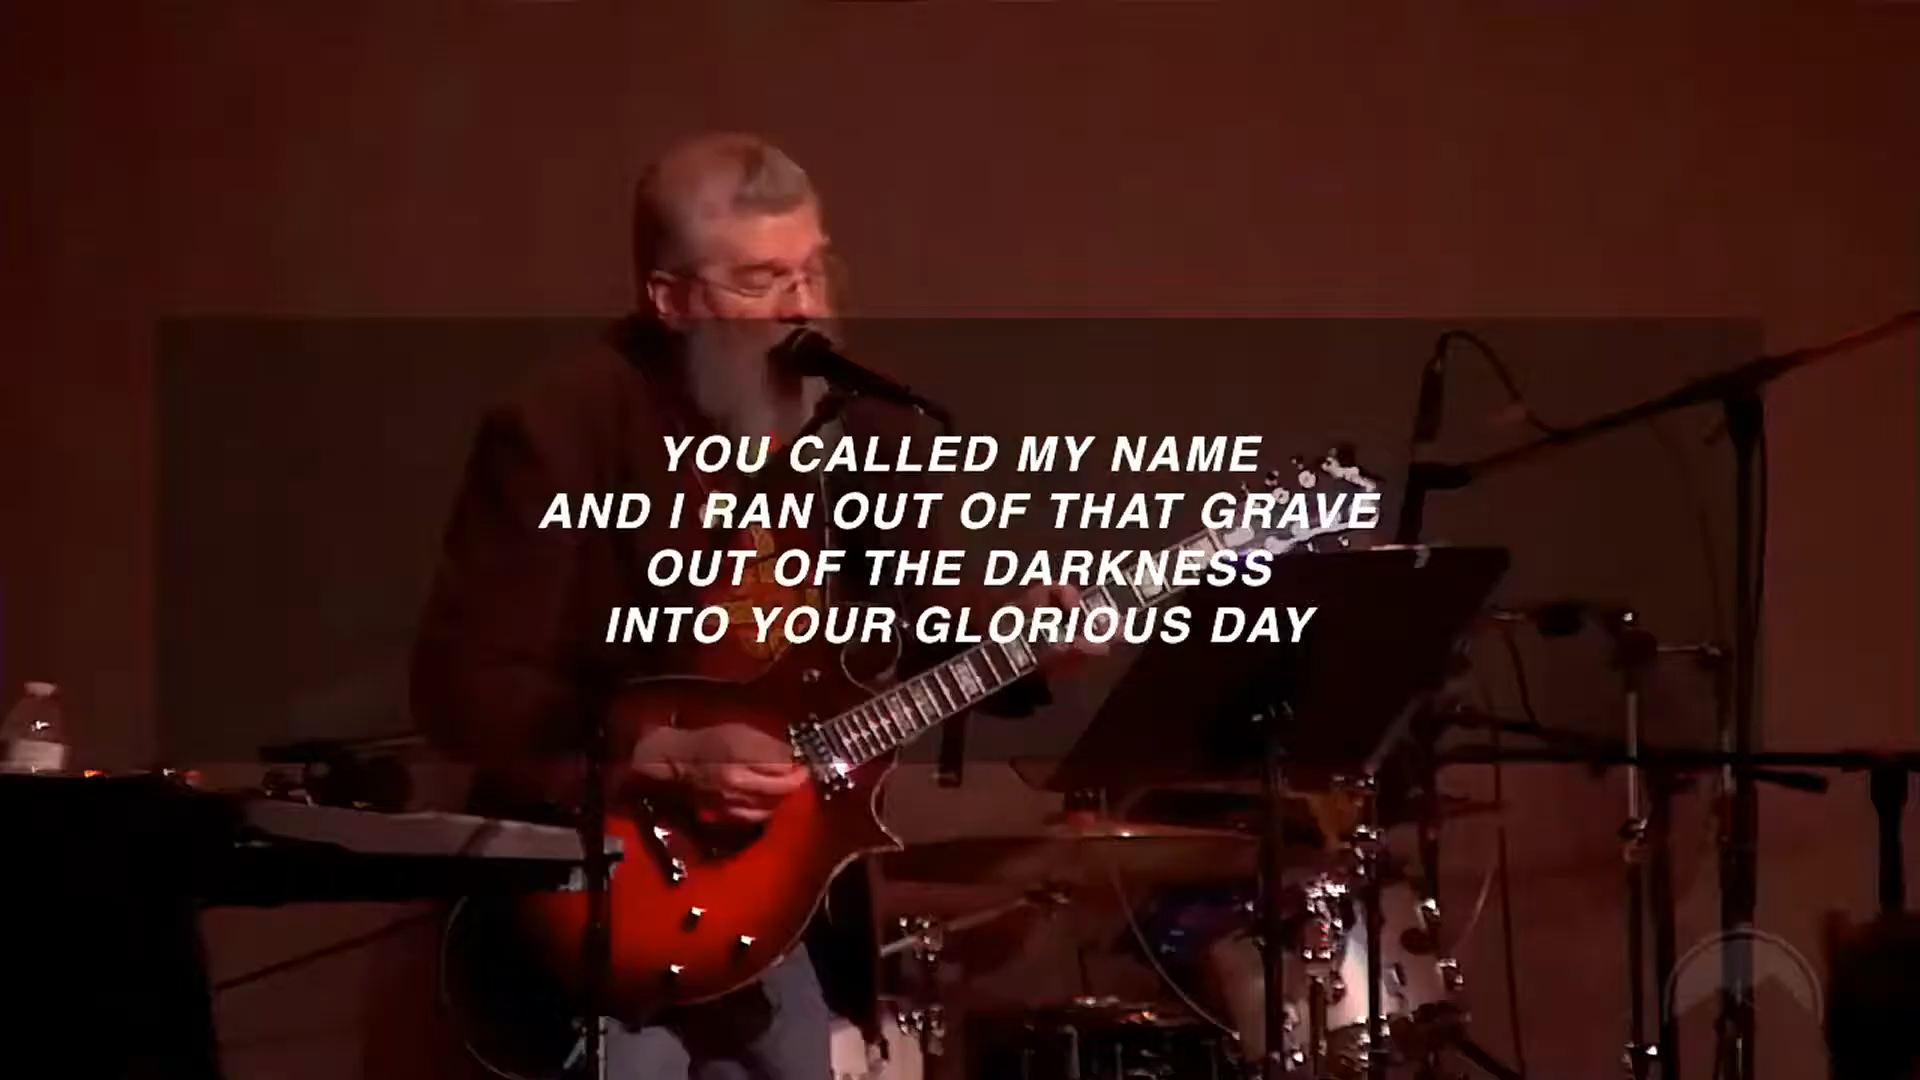 YOU CALLED MY NAME
AND I RAN OUT OF THAT GRAVE
OUT OF THE DARKNESS
INTO YOUR GLORIOUS DAY